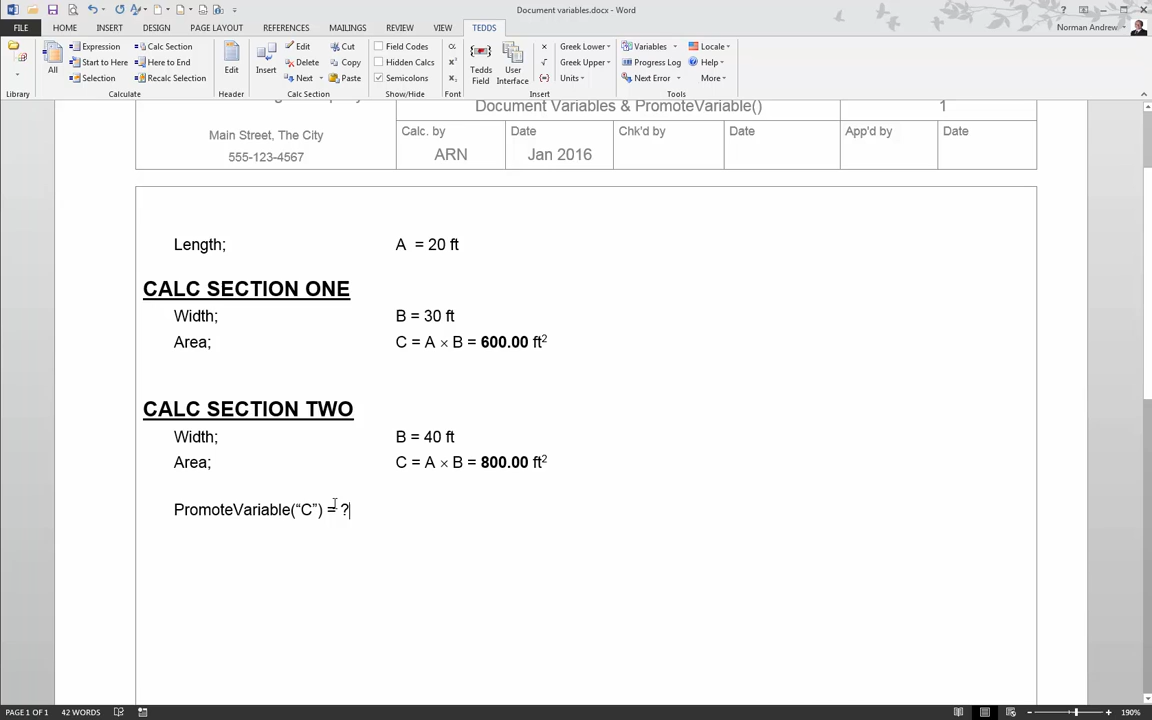 Document variables.docx - Word
FILE HOME INSERT DESIGN PAGE LAYOUT REFERENCES MAILINGS REVIEW VIEW TEDDS Norman Andrew...
Expression Calc Section Edit Cut Field Codes α Greek Lower Variables Locale
All Start to Here Here to End Edit Insert Delete Copy Hidden Calcs Tedds Field User Interface √ Greek Upper Progress Log Help
Selection Recalc Selection Next Paste Semicolons Units Next Error More
Library Calculate Header Calc Section Show/Hide Font Insert Tools
Document Variables & PromoteVariable() 1
Main Street, The City
555-123-4567
Calc. by Date Chk'd by Date App'd by Date
ARN Jan 2016
Length; A = 20 ft
CALC SECTION ONE
Width; B = 30 ft
Area; C = A × B = 600.00 ft²
CALC SECTION TWO
Width; B = 40 ft
Area; C = A × B = 800.00 ft²
PromoteVariable(“C”) = ?
PAGE 1 OF 1 42 WORDS 190%